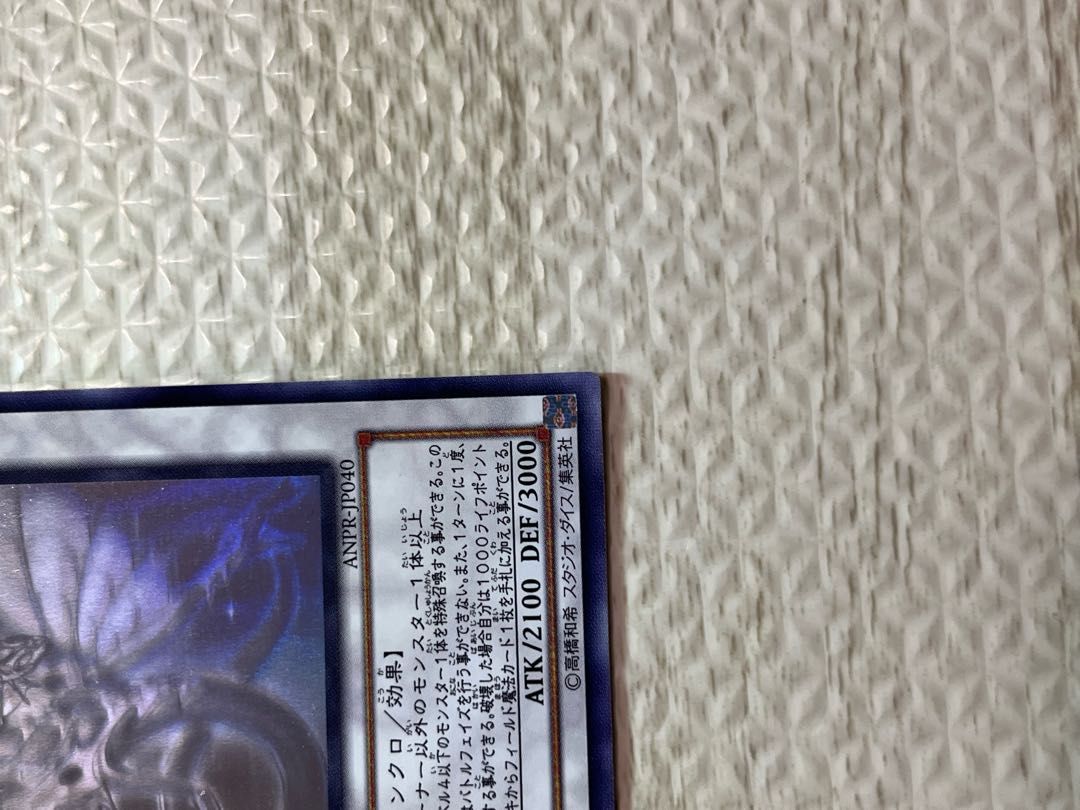 ANPR-JP040
ンクロ／効果】
ーナー以外のモンスター1体以上
ベル4以下のモンスター1体を特殊召喚する事ができる。この
はバトルフェイズを行う事ができない。また、1ターンに1度、
する事ができる。破壊した場合自分は1000ライフポイント
キからフィールド魔法カード1枚を手札に加える事ができる。
ATK/2100 DEF/3000
©高橋和希 スタジオ・ダイス/集英社